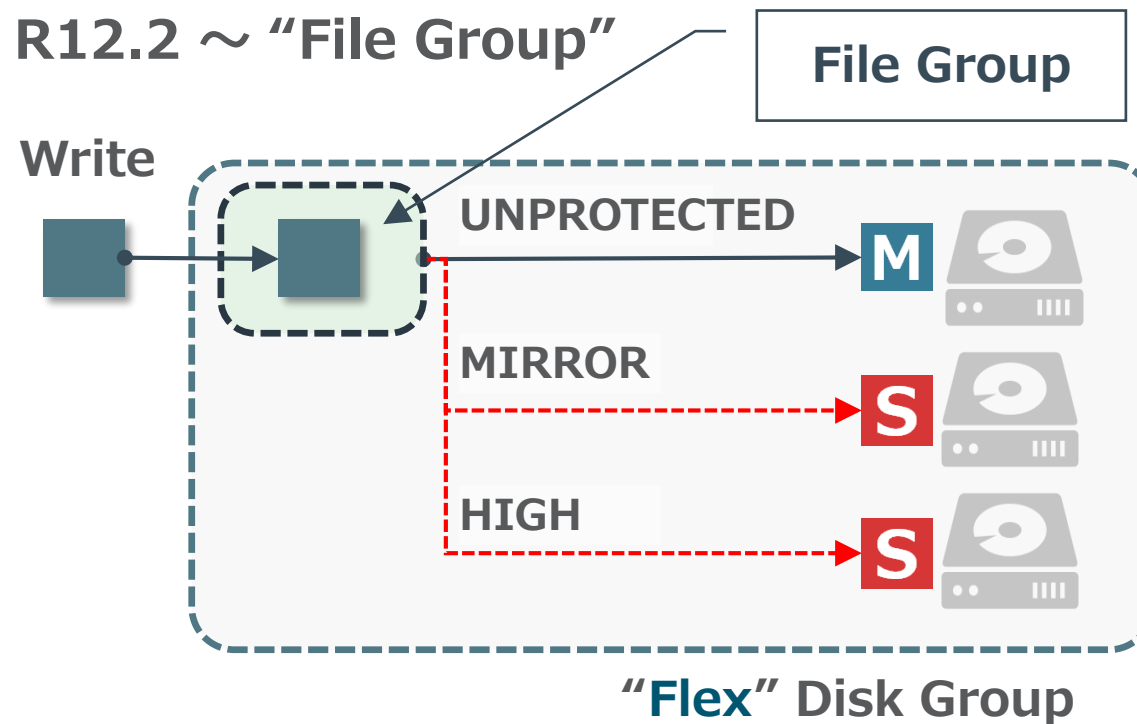 R12.2 ～ “File Group”
File Group
Write
UNPROTECTED
M
MIRROR
S
HIGH
S
“Flex” Disk Group